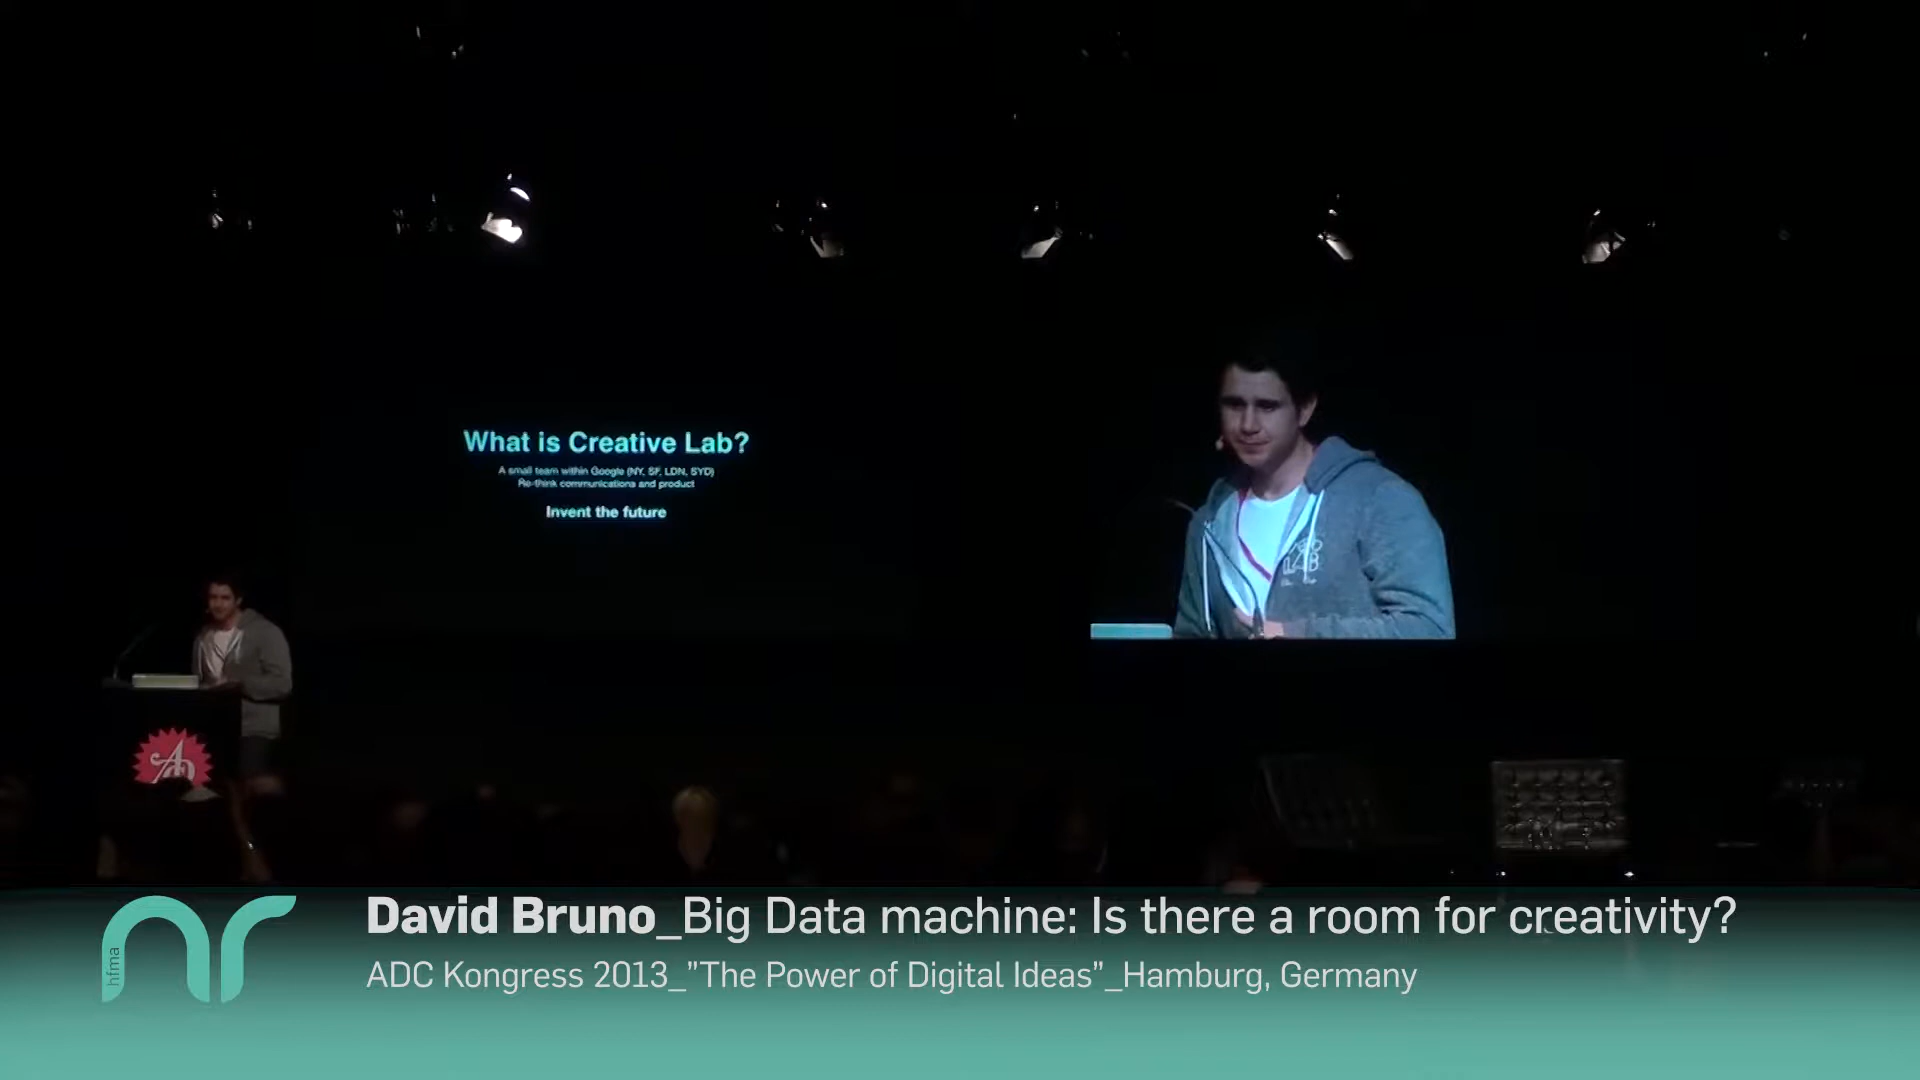 What is Creative Lab?
A small team within Google (NY, SF, LDN, SYD)
Re-think communications and product
Invent the future
LAB
hfma
nr
David Bruno_Big Data machine: Is there a room for creativity?
ADC Kongress 2013_"The Power of Digital Ideas"_Hamburg, Germany